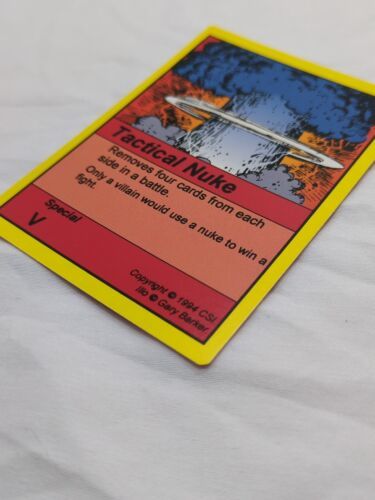 Tactical Nuke
Removes four cards from each
side in a battle.
Only a villain would use a nuke to win a
fight.
Special
V
Copyright © 1994 CSI
Illo © Gary Barker